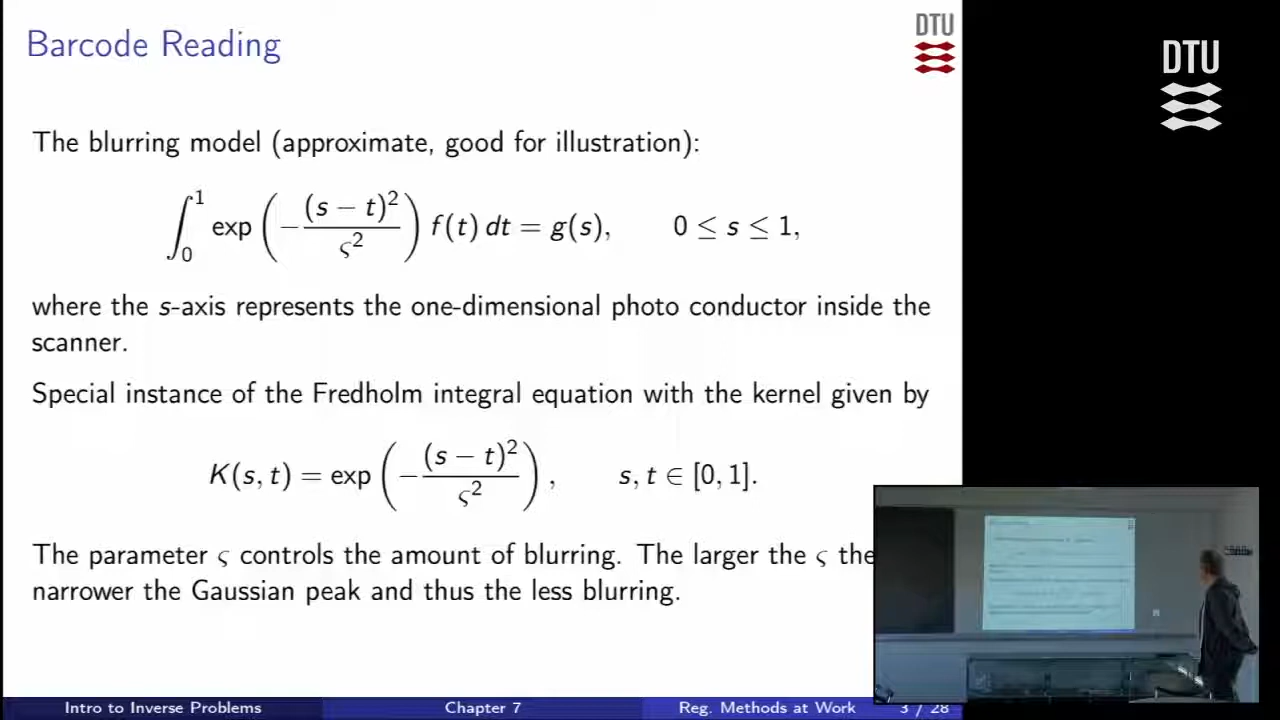 Barcode Reading
DTU
DTU
The blurring model (approximate, good for illustration):
∫₀¹ exp(−(s − t)²/ς²) f(t) dt = g(s), 0 ≤ s ≤ 1,
where the s-axis represents the one-dimensional photo conductor inside the
scanner.
Special instance of the Fredholm integral equation with the kernel given by
K(s, t) = exp(−(s − t)²/ς²), s, t ∈ [0, 1].
The parameter ς controls the amount of blurring. The larger the ς the
narrower the Gaussian peak and thus the less blurring.
Intro to Inverse Problems Chapter 7 Reg. Methods at Work 3 / 28